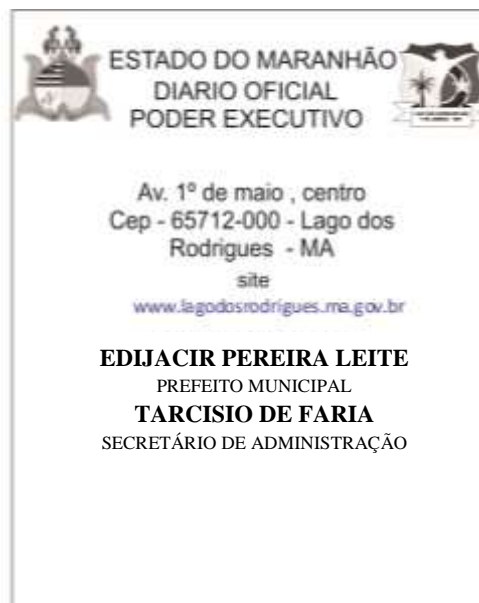 ESTADO DO MARANHÃO
DIARIO OFICIAL
PODER EXECUTIVO
Av. 1º de maio , centro
Cep - 65712-000 - Lago dos
Rodrigues - MA
site
www.lagodosrodrigues.ma.gov.br
EDIJACIR PEREIRA LEITE
PREFEITO MUNICIPAL
TARCISIO DE FARIA
SECRETÁRIO DE ADMINISTRAÇÃO